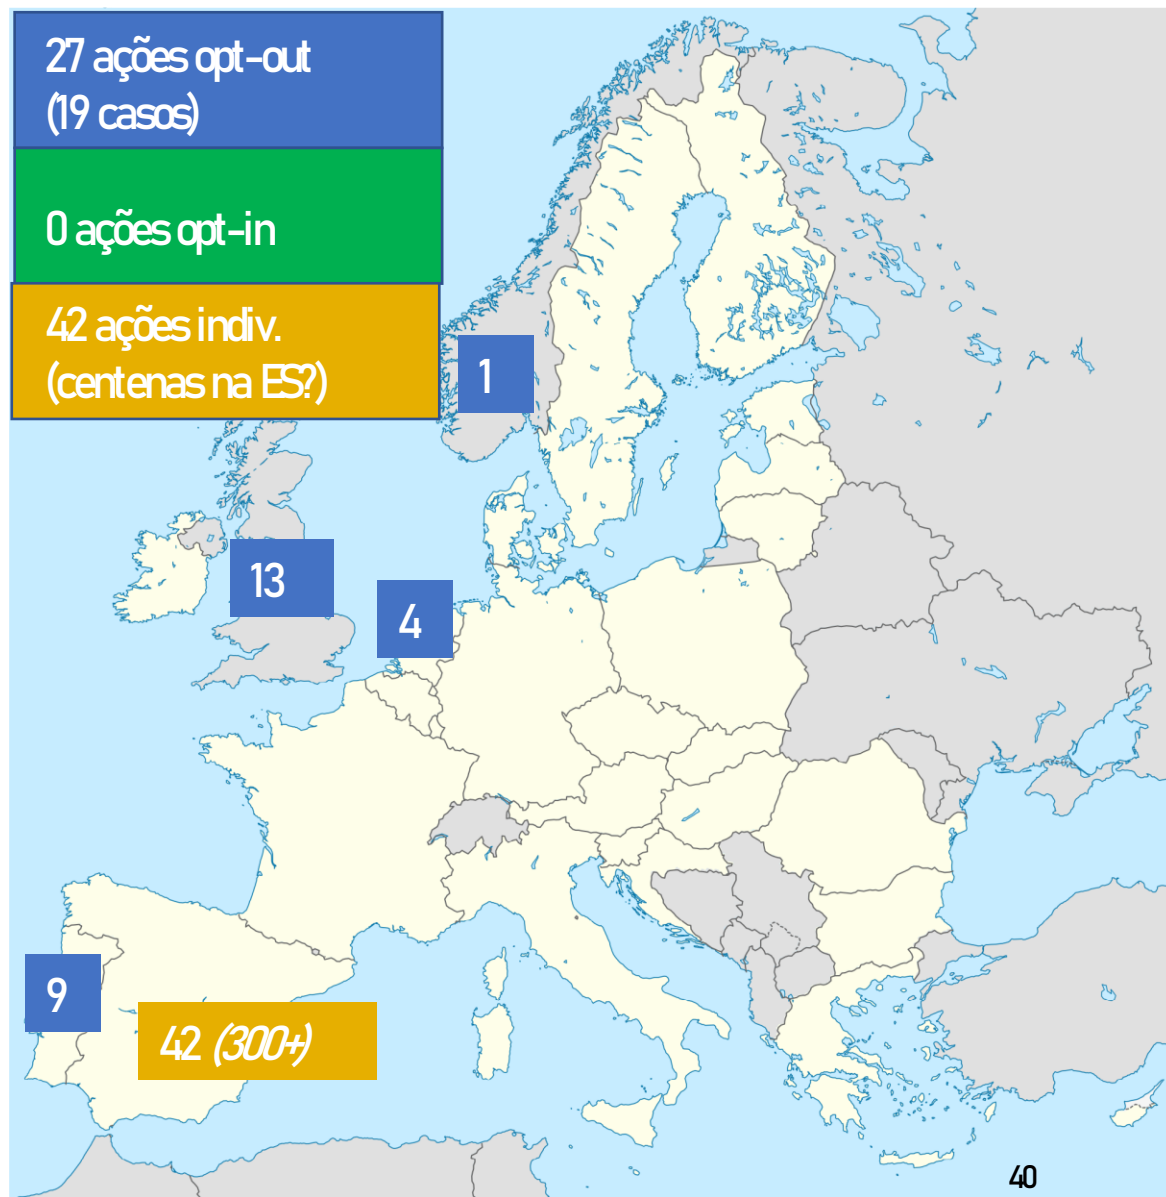 27 ações opt-out
(19 casos)
0 ações opt-in
42 ações indiv.
(centenas na ES?)
1
13
4
9
42 (300+)
40